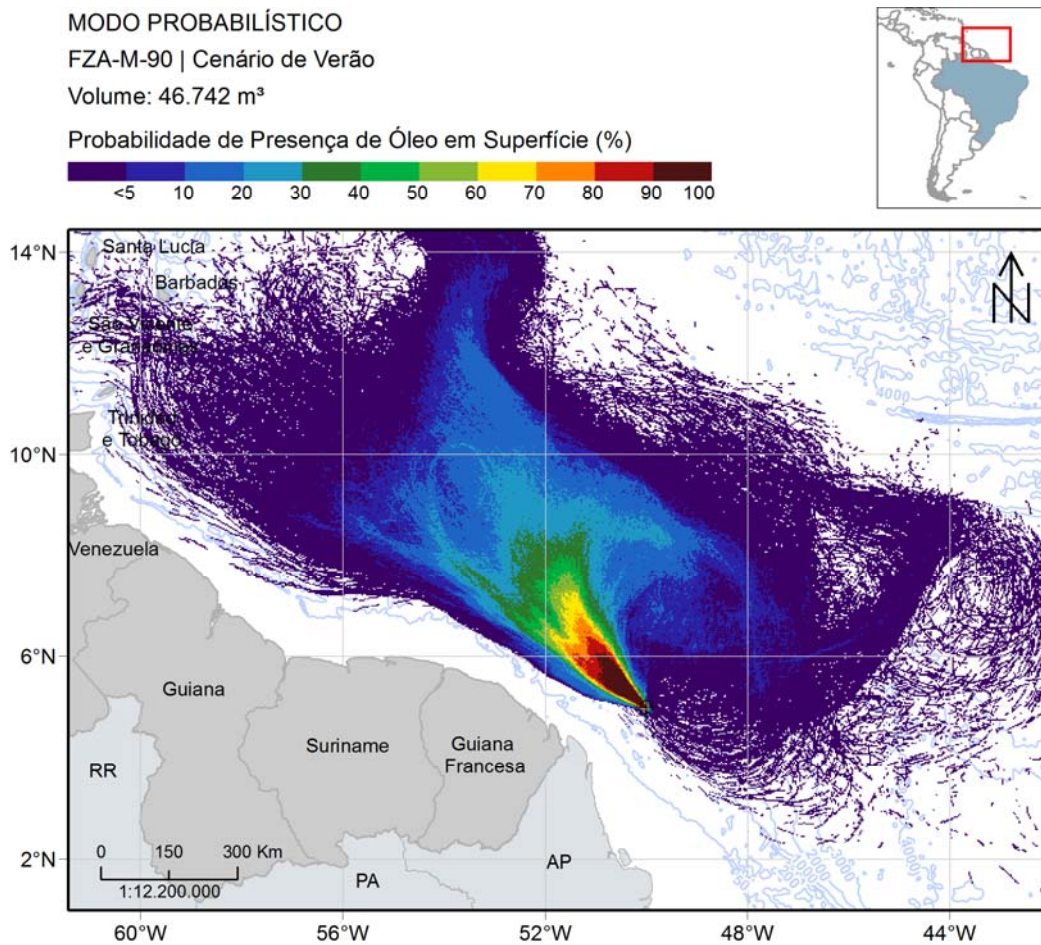 MODO PROBABILÍSTICO
FZA-M-90 | Cenário de Verão
Volume: 46.742 m³
Probabilidade de Presença de Óleo em Superfície (%)
<5 10 20 30 40 50 60 70 80 90 100
14°N
Santa Lucia
Barbados
N
São Vicente
e Granadinas
4000
Trinidad
e Tobago
10°N
Venezuela
6°N
Guiana
Suriname
Guiana
Francesa
RR
0 150 300 Km
1:12.200.000
2°N
PA
AP
3000
4000
60°W 56°W 52°W 48°W 44°W